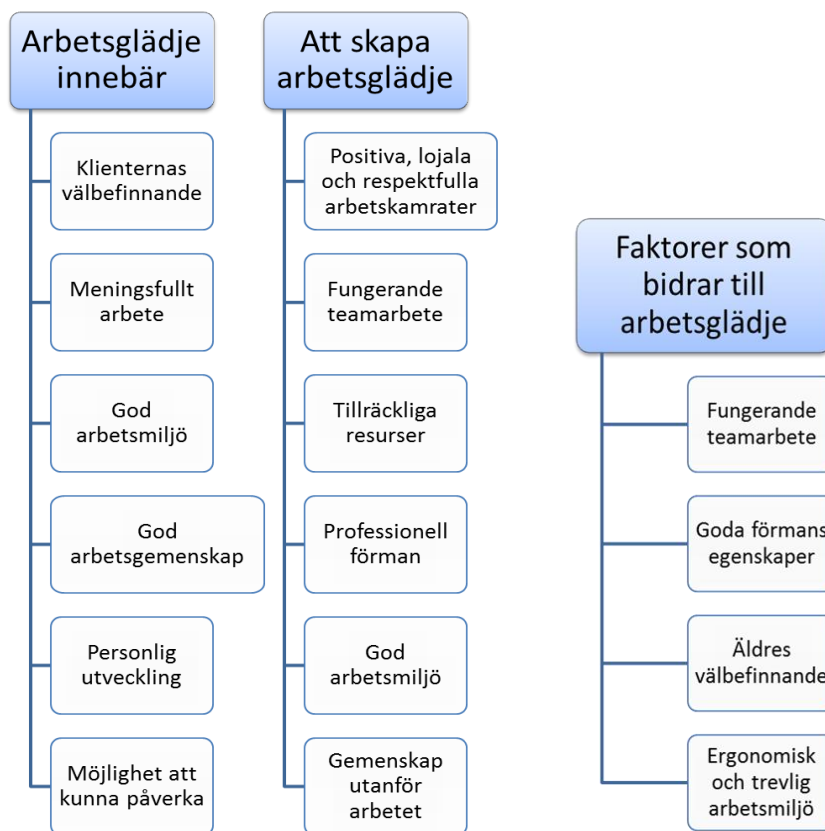 Arbetsglädje
innebär
Klienternas
välbefinnande
Meningsfullt
arbete
God
arbetsmiljö
God
arbetsgemenskap
Personlig
utveckling
Möjlighet att
kunna påverka
Att skapa
arbetsglädje
Positiva, lojala
och respektfulla
arbetskamrater
Fungerande
teamarbete
Tillräckliga
resurser
Professionell
förman
God
arbetsmiljö
Gemenskap
utanför
arbetet
Faktorer som
bidrar till
arbetsglädje
Fungerande
teamarbete
Goda förmans
egenskaper
Äldres
välbefinnande
Ergonomisk
och trevlig
arbetsmiljö